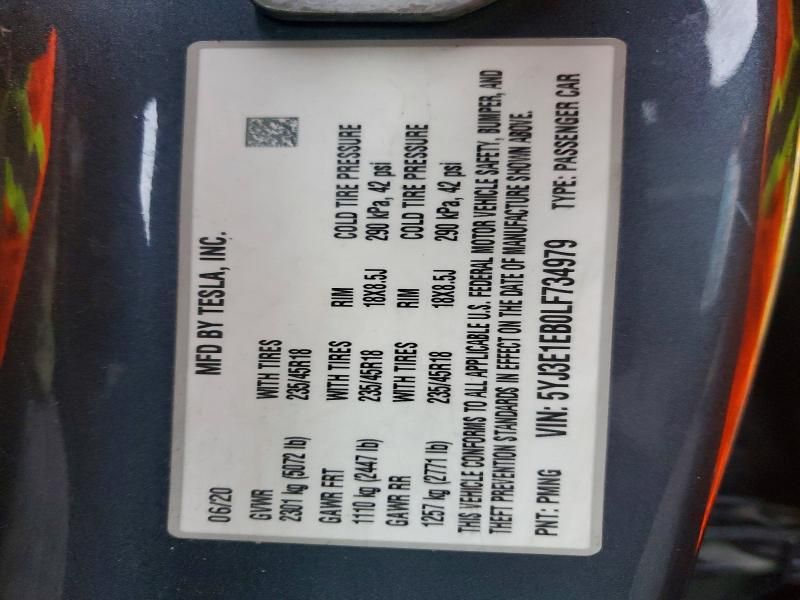 06/20 MFD BY TESLA, INC.
GVWR WITH TIRES
2301 kg (5072 lb) 235/45R18
GAWR FRT WITH TIRES RIM COLD TIRE PRESSURE
1110 kg (2447 lb) 235/45R18 18X8.5J 290 kPa, 42 psi
GAWR RR WITH TIRES RIM COLD TIRE PRESSURE
1257 kg (2771 lb) 235/45R18 18X8.5J 290 kPa, 42 psi
THIS VEHICLE CONFORMS TO ALL APPLICABLE U.S. FEDERAL MOTOR VEHICLE SAFETY, BUMPER, AND
THEFT PREVENTION STANDARDS IN EFFECT ON THE DATE OF MANUFACTURE SHOWN ABOVE.
PNT: PMNG VIN: 5YJ3E1EB0LF734979 TYPE: PASSENGER CAR